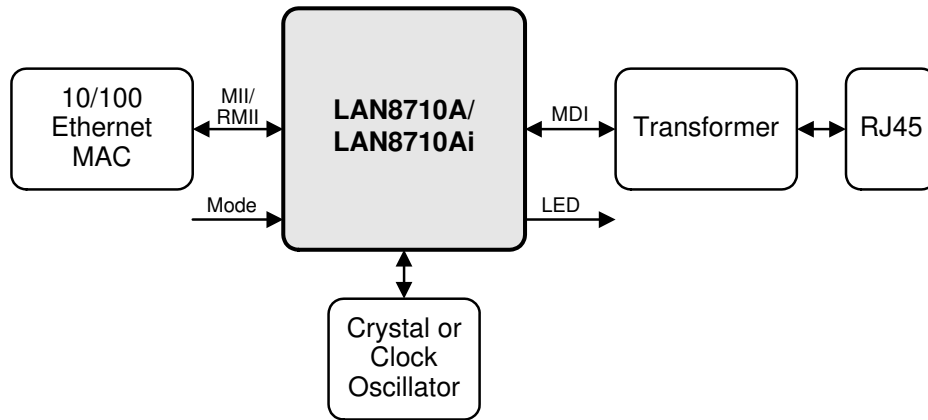 10/100
Ethernet
MAC
MII/
RMII
Mode
LAN8710A/
LAN8710Ai
MDI
LED
Transformer
RJ45
Crystal or
Clock
Oscillator